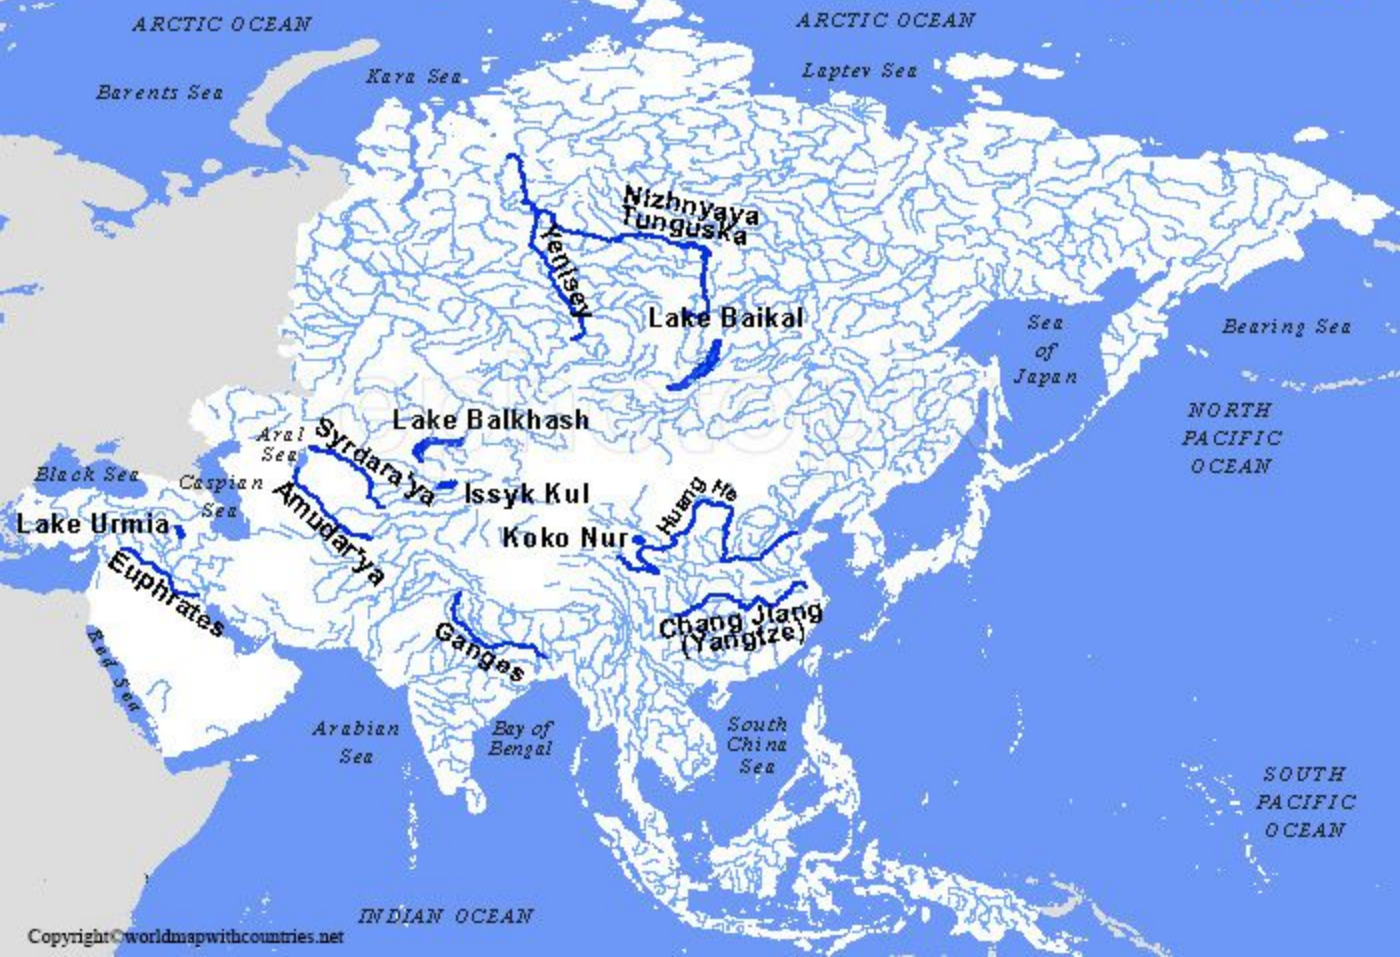 ARCTIC OCEAN
ARCTIC OCEAN
Kara Sea
Laptev Sea
Barents Sea
Nizhnyaya
Tunguska
Yenisey
Lake Baikal
Sea
of
Japan
Bearing Sea
NORTH
PACIFIC
OCEAN
Lake Balkhash
Aral
Sea
Syrdara'ya
Black Sea
Caspian
Sea
Issyk Kul
Huang He
Amudar'ya
Lake Urmia
Koko Nur
Euphrates
Chang Jiang
(Yangtze)
Ganges
Red Sea
Arabian
Sea
Bay of
Bengal
South
China
Sea
SOUTH
PACIFIC
OCEAN
INDIAN OCEAN
Copyright©worldmapwithcountries.net